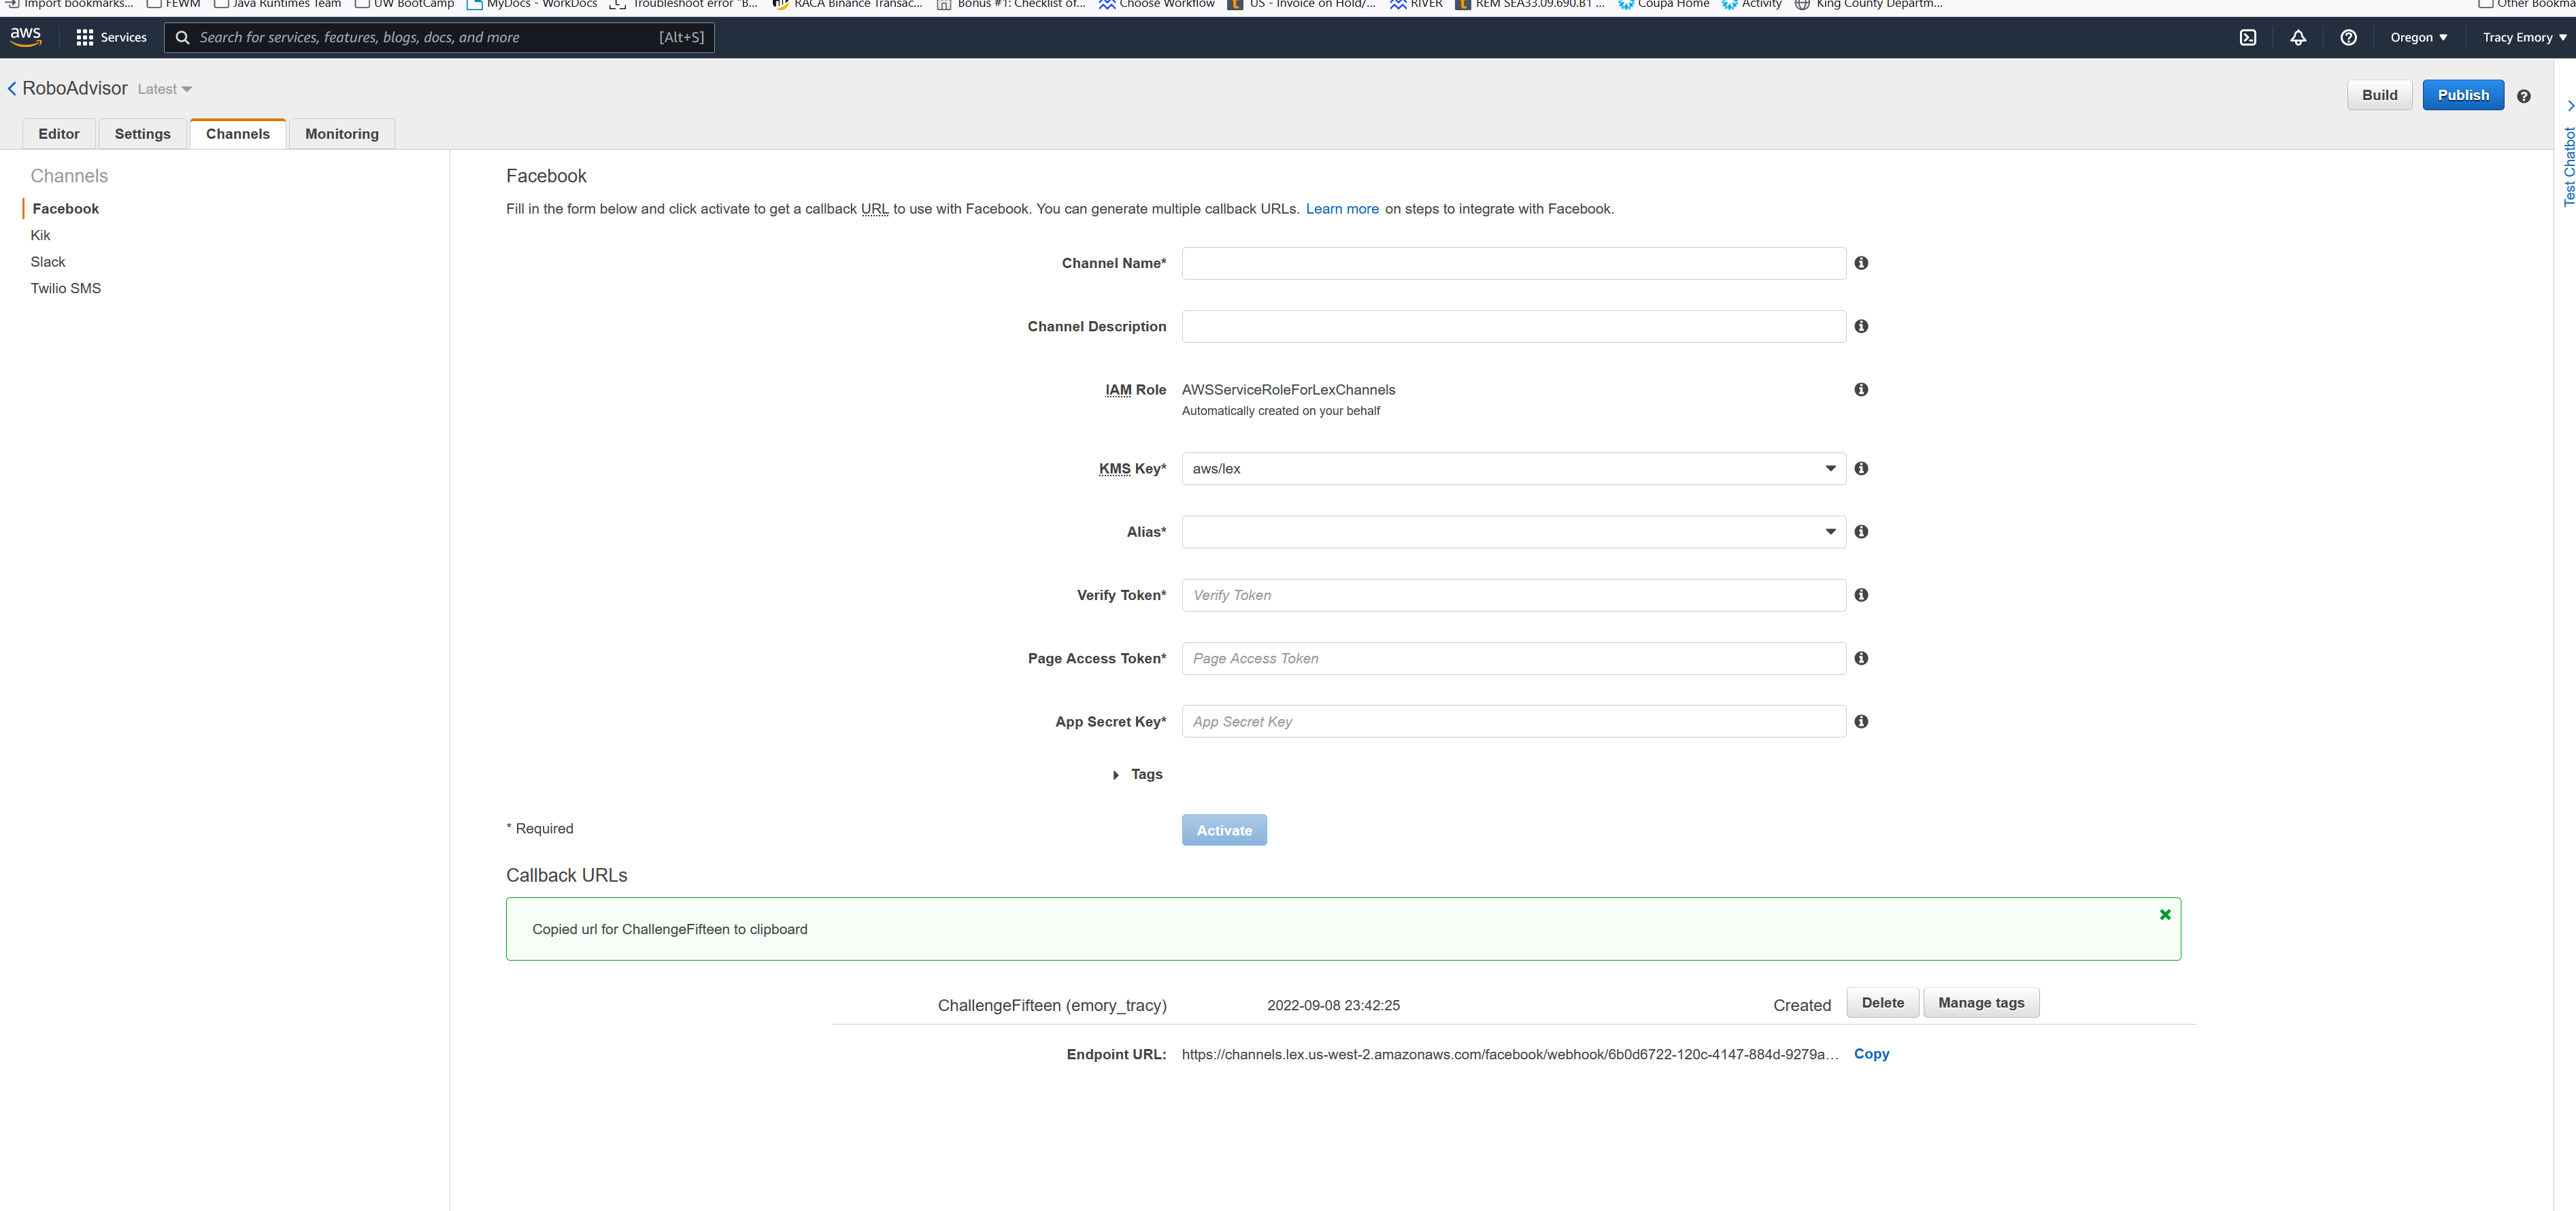 Import bookmarks... FEWM Java Runtimes Team UW BootCamp MyDocs - WorkDocs Troubleshoot error "B... RACA Binance Transac... Bonus #1: Checklist of... Choose Workflow US - Invoice on Hold/... RIVER REM SEA33.09.690.B1 ... Coupa Home Activity King County Departm... Other Bookma
aws Services Search for services, features, blogs, docs, and more [Alt+S] Oregon Tracy Emory
RoboAdvisor Latest
Build Publish
Editor Settings Channels Monitoring
Test Chatbot
Channels
Facebook
Kik
Slack
Twilio SMS
Facebook
Fill in the form below and click activate to get a callback URL to use with Facebook. You can generate multiple callback URLs. Learn more on steps to integrate with Facebook.
Channel Name*
Channel Description
IAM Role AWSServiceRoleForLexChannels
Automatically created on your behalf
KMS Key* aws/lex
Alias*
Verify Token* Verify Token
Page Access Token* Page Access Token
App Secret Key* App Secret Key
Tags
* Required Activate
Callback URLs
Copied url for ChallengeFifteen to clipboard
ChallengeFifteen (emory_tracy) 2022-09-08 23:42:25 Created Delete Manage tags
Endpoint URL: https://channels.lex.us-west-2.amazonaws.com/facebook/webhook/6b0d6722-120c-4147-884d-9279a... Copy